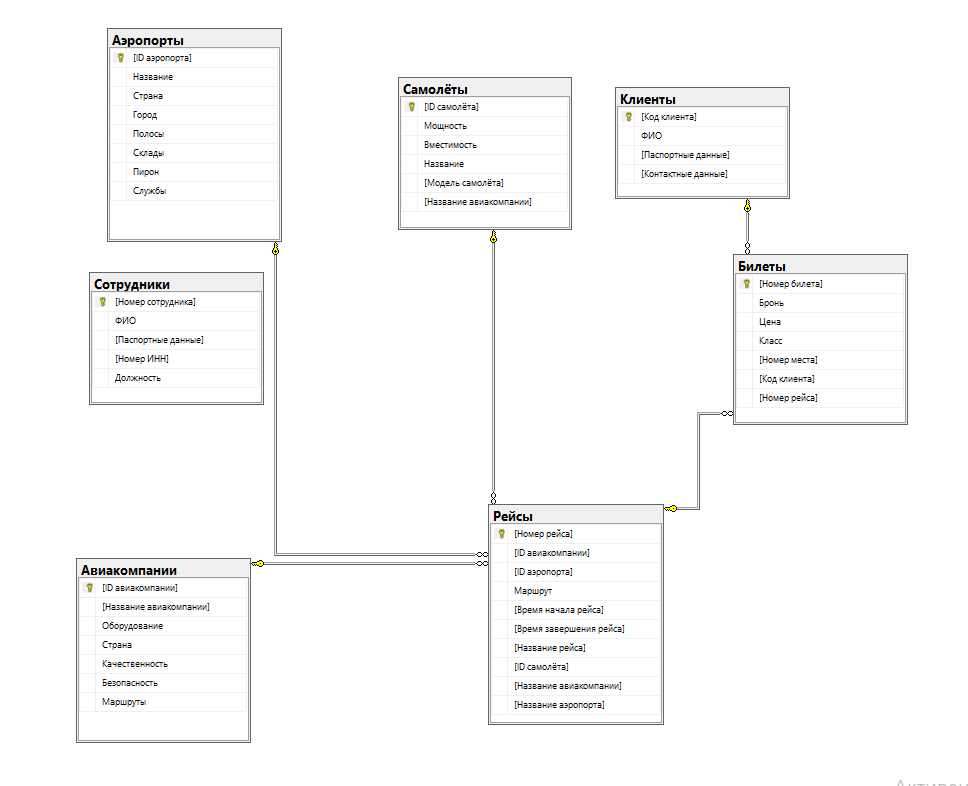 Аэропорты
[ID аэропорта]
Название
Страна
Город
Полосы
Склады
Пирон
Службы
Самолёты
[ID самолёта]
Мощность
Вместимость
Название
[Модель самолёта]
[Название авиакомпании]
Клиенты
[Код клиента]
ФИО
[Паспортные данные]
[Контактные данные]
Сотрудники
[Номер сотрудника]
ФИО
[Паспортные данные]
[Номер ИНН]
Должность
Билеты
[Номер билета]
Бронь
Цена
Класс
[Номер места]
[Код клиента]
[Номер рейса]
Авиакомпании
[ID авиакомпании]
[Название авиакомпании]
Оборудование
Страна
Качественность
Безопасность
Маршруты
Рейсы
[Номер рейса]
[ID авиакомпании]
[ID аэропорта]
Маршрут
[Время начала рейса]
[Время завершения рейса]
[Название рейса]
[ID самолёта]
[Название авиакомпании]
[Название аэропорта]